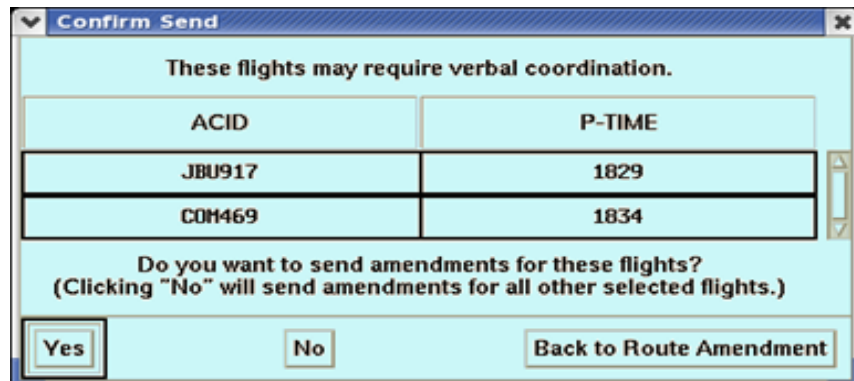 Confirm Send
These flights may require verbal coordination.
ACID P-TIME
JBU917 1829
COM469 1834
Do you want to send amendments for these flights?
(Clicking "No" will send amendments for all other selected flights.)
Yes No Back to Route Amendment